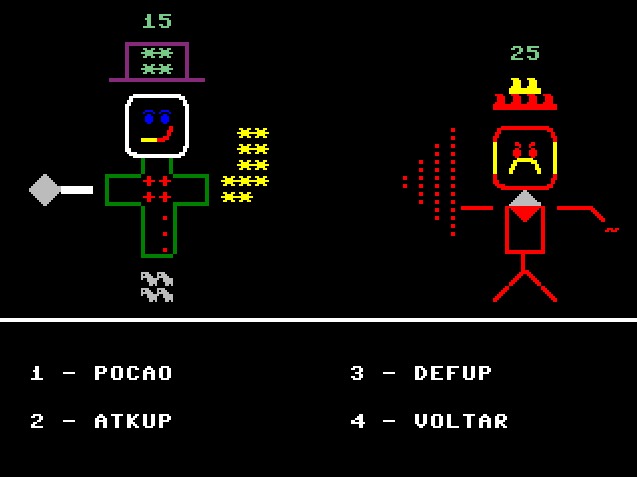 15
25
1 - POCAO
3 - DEFUP
2 - ATKUP
4 - VOLTAR